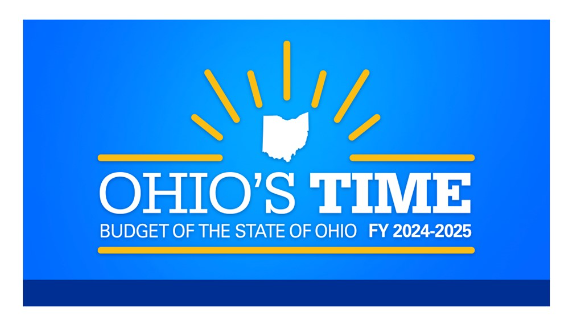 OHIO'S TIME
BUDGET OF THE STATE OF OHIO FY 2024-2025